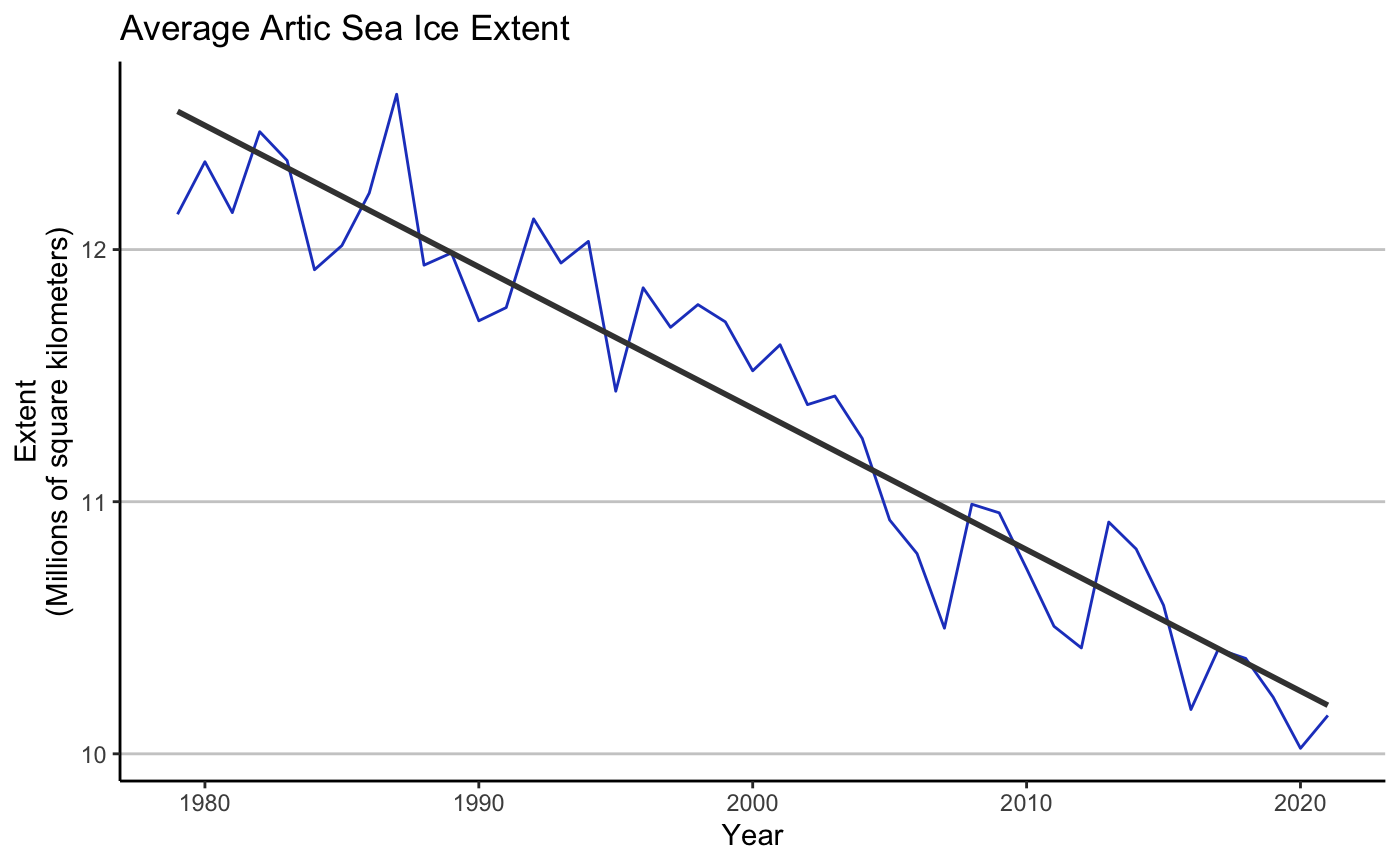 Average Artic Sea Ice Extent
Extent
(Millions of square kilometers)
12
11
10
1980
1990
2000
2010
2020
Year